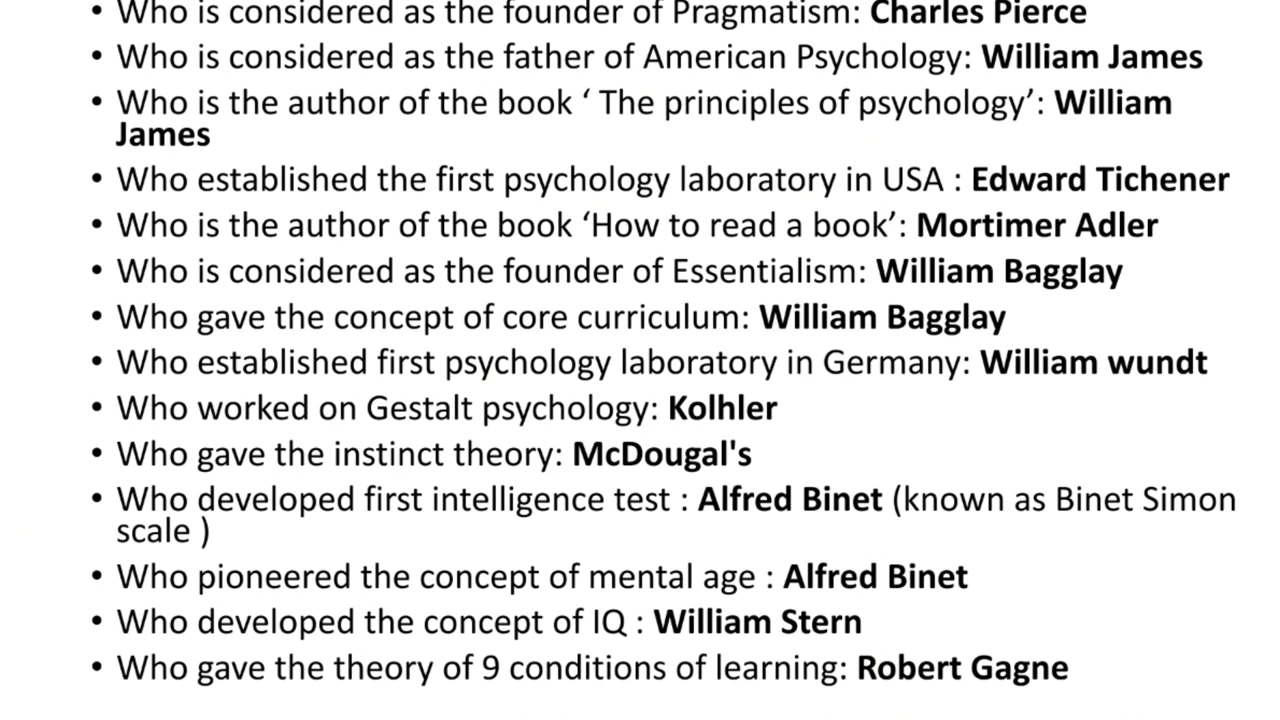 • Who is considered as the founder of Pragmatism: Charles Pierce
• Who is considered as the father of American Psychology: William James
• Who is the author of the book ‘ The principles of psychology’: William
James
• Who established the first psychology laboratory in USA : Edward Tichener
• Who is the author of the book ‘How to read a book’: Mortimer Adler
• Who is considered as the founder of Essentialism: William Bagglay
• Who gave the concept of core curriculum: William Bagglay
• Who established first psychology laboratory in Germany: William wundt
• Who worked on Gestalt psychology: Kolhler
• Who gave the instinct theory: McDougal's
• Who developed first intelligence test : Alfred Binet (known as Binet Simon
scale )
• Who pioneered the concept of mental age : Alfred Binet
• Who developed the concept of IQ : William Stern
• Who gave the theory of 9 conditions of learning: Robert Gagne